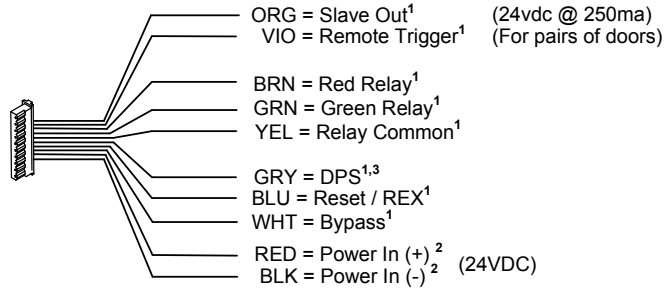 ORG = Slave Out¹ (24vdc @ 250ma)
VIO = Remote Trigger¹ (For pairs of doors)
BRN = Red Relay¹
GRN = Green Relay¹
YEL = Relay Common¹
GRY = DPS¹,³
BLU = Reset / REX¹
WHT = Bypass¹
RED = Power In (+) ² (24VDC)
BLK = Power In (-) ²